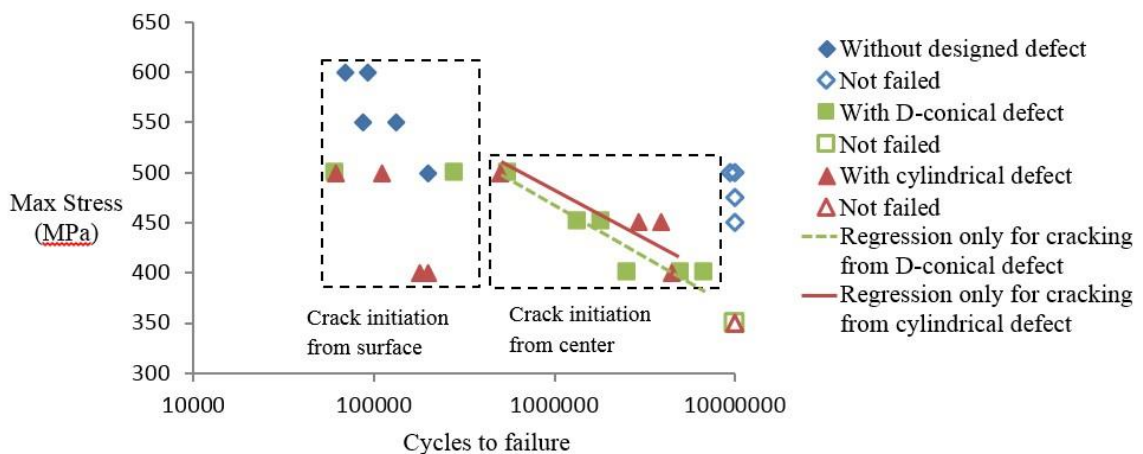 650
600
550
500
450
400
350
300
Max Stress
(MPa)
10000
100000
1000000
10000000
Cycles to failure
Crack initiation
from surface
Crack initiation
from center
Without designed defect
Not failed
With D-conical defect
Not failed
With cylindrical defect
Not failed
Regression only for cracking
from D-conical defect
Regression only for cracking
from cylindrical defect